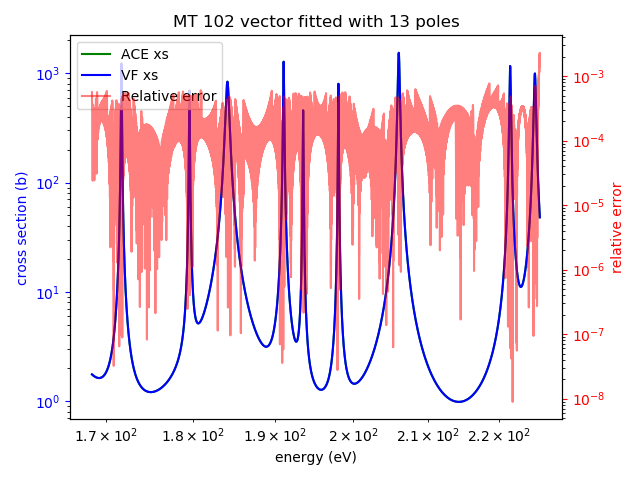 MT 102 vector fitted with 13 poles
ACE xs
VF xs
Relative error
cross section (b)
10³
10²
10¹
10⁰
relative error
10⁻³
10⁻⁴
10⁻⁵
10⁻⁶
10⁻⁷
10⁻⁸
1.7 × 10² 1.8 × 10² 1.9 × 10² 2 × 10² 2.1 × 10² 2.2 × 10²
energy (eV)